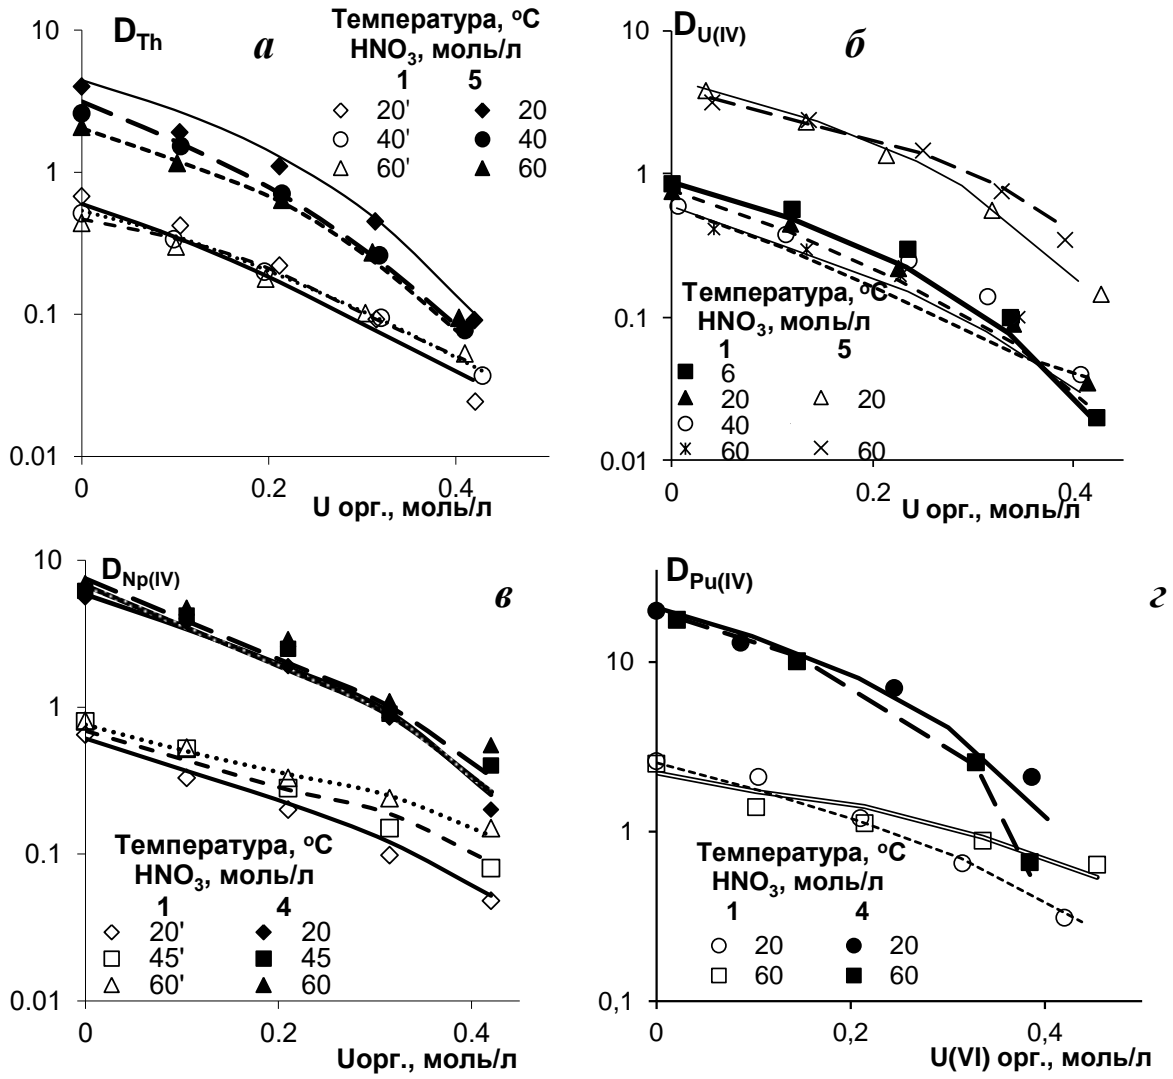 D_Th
а
Температура, °C
HNO₃, моль/л
1 5
20' 20
40' 40
60' 60
10
1
0.1
0.01
0 0.2 0.4
U орг., моль/л
D_U(IV)
б
Температура, °C
HNO₃, моль/л
1 5
6
20 20
40
60 60
10
1
0.1
0.01
0 0.2 0.4
U орг., моль/л
D_Np(IV)
в
Температура, °C
HNO₃, моль/л
1 4
20' 20
45' 45
60' 60
10
1
0.1
0.01
0 0.2 0.4
Uорг., моль/л
D_Pu(IV)
г
Температура, °C
HNO₃, моль/л
1 4
20 20
60 60
10
1
0,1
0 0,2 0,4
U(VI) орг., моль/л